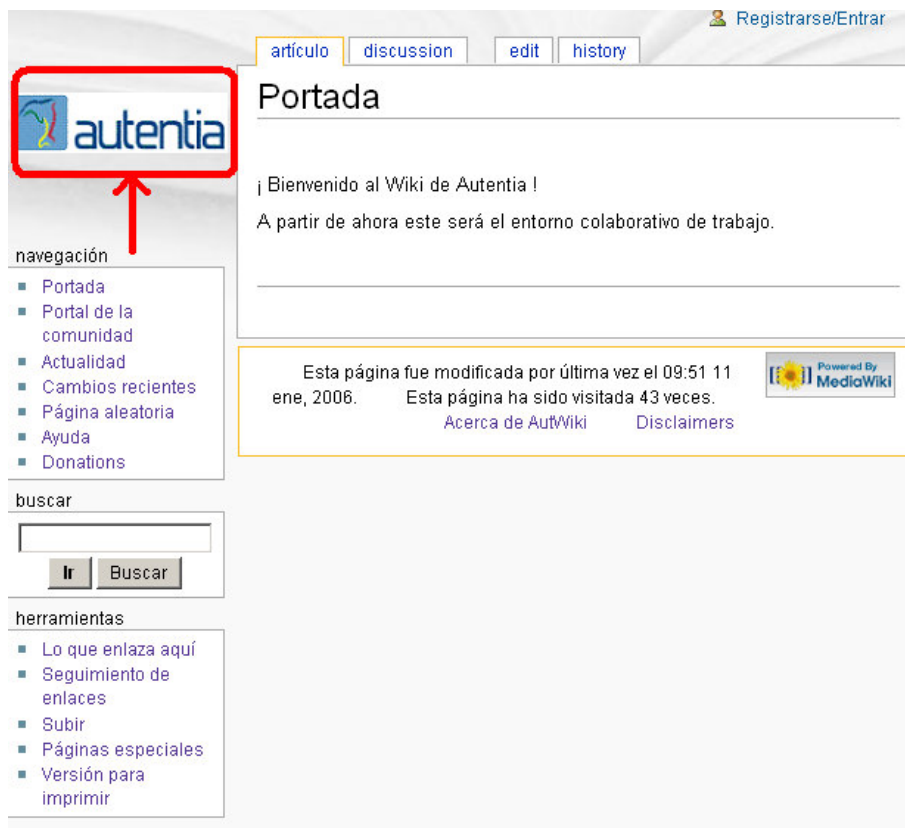 Registrarse/Entrar
artículo discussion edit history
autentia
Portada
¡ Bienvenido al Wiki de Autentia !
A partir de ahora este será el entorno colaborativo de trabajo.
navegación
Portada
Portal de la
comunidad
Actualidad
Cambios recientes
Página aleatoria
Ayuda
Donations
buscar
Ir Buscar
herramientas
Lo que enlaza aquí
Seguimiento de
enlaces
Subir
Páginas especiales
Versión para
imprimir
Esta página fue modificada por última vez el 09:51 11
ene, 2006. Esta página ha sido visitada 43 veces.
Acerca de AutWiki Disclaimers
Powered By
MediaWiki